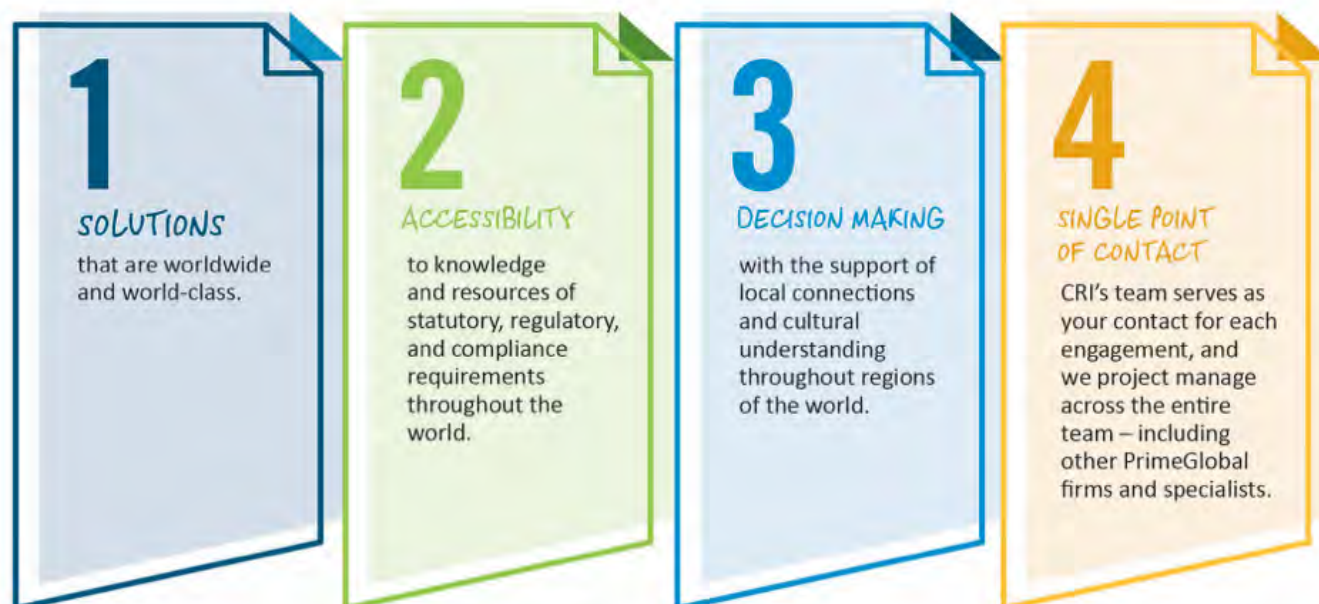 1
SOLUTIONS
that are worldwide
and world-class.
2
ACCESSIBILITY
to knowledge
and resources of
statutory, regulatory,
and compliance
requirements
throughout the
world.
3
DECISION MAKING
with the support of
local connections
and cultural
understanding
throughout regions
of the world.
4
SINGLE POINT
OF CONTACT
CRI’s team serves as
your contact for each
engagement, and
we project manage
across the entire
team – including
other PrimeGlobal
firms and specialists.